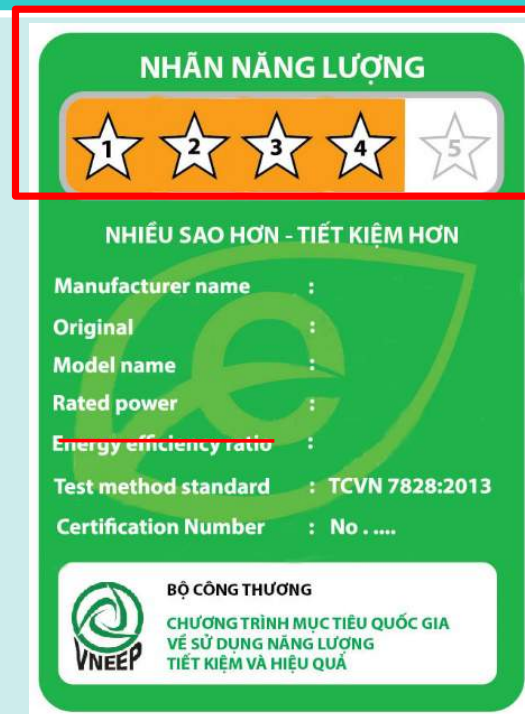 NHÃN NĂNG LƯỢNG
1 2 3 4 5
NHIỀU SAO HƠN - TIẾT KIỆM HƠN
Manufacturer name :
Original :
Model name :
Rated power :
Energy efficiency ratio :
Test method standard : TCVN 7828:2013
Certification Number : No . ....
BỘ CÔNG THƯƠNG
CHƯƠNG TRÌNH MỤC TIÊU QUỐC GIA
VỀ SỬ DỤNG NĂNG LƯỢNG
TIẾT KIỆM VÀ HIỆU QUẢ
VNEEP